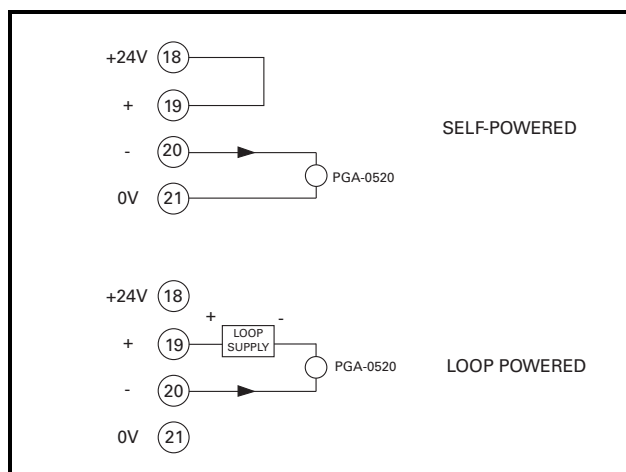 +24V 18
+ 19
SELF-POWERED
- 20
PGA-0520
0V 21
+24V 18
+ -
+ 19 LOOP
SUPPLY
PGA-0520 LOOP POWERED
- 20
0V 21